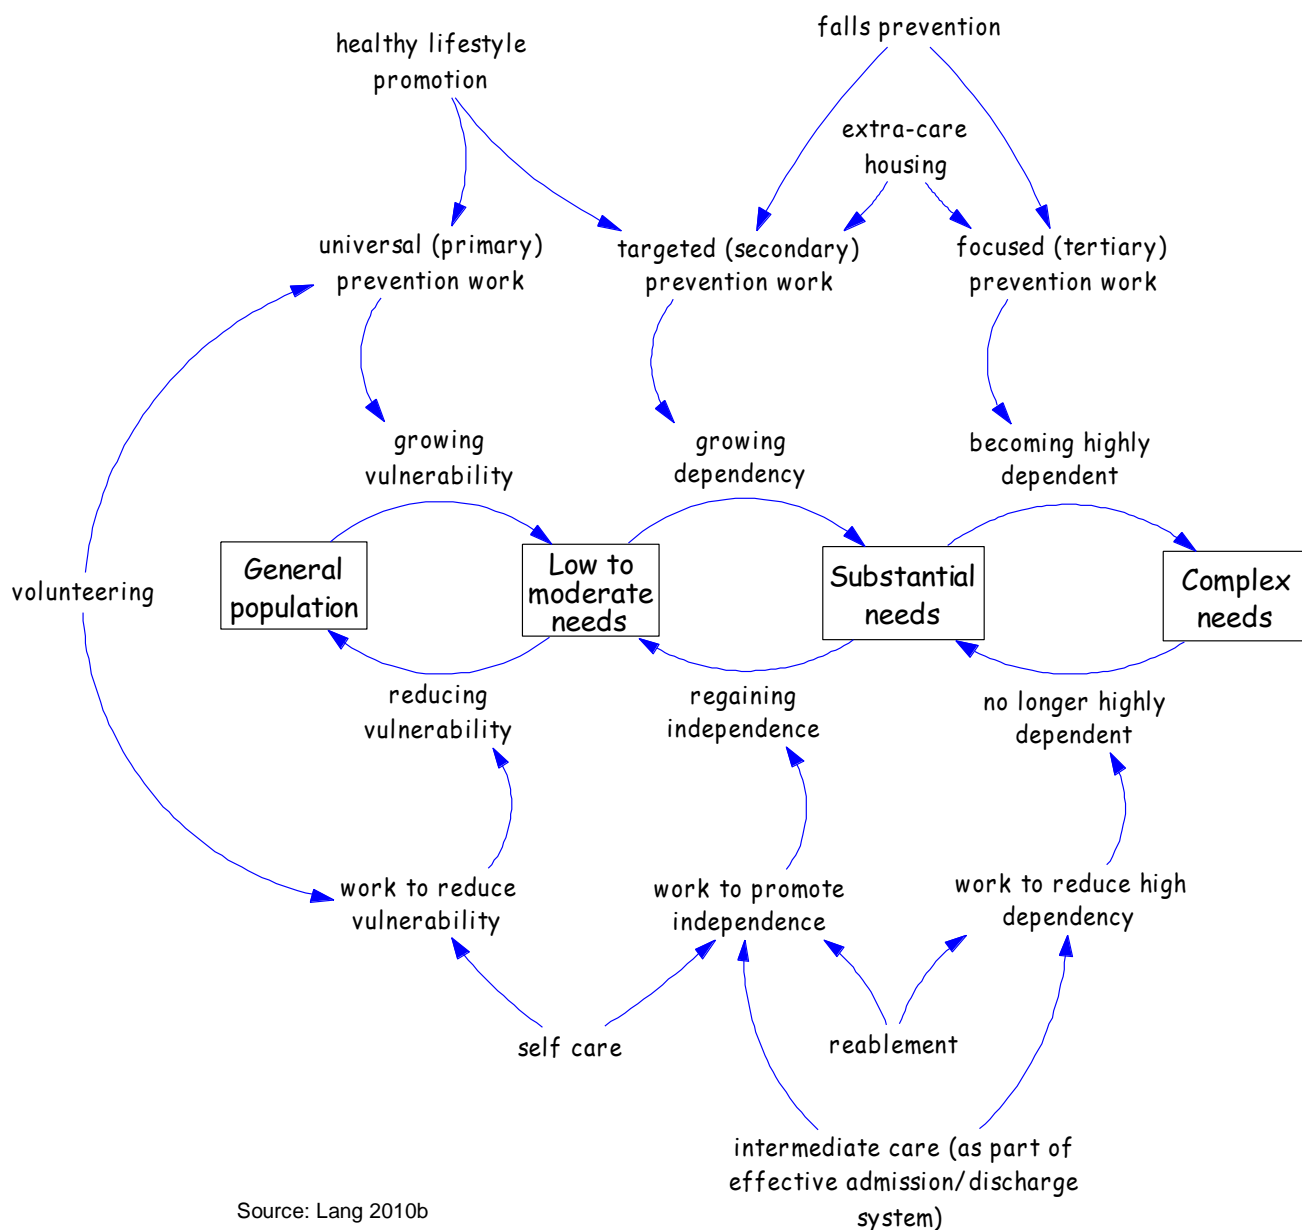 falls prevention
healthy lifestyle
promotion
extra-care
housing
universal (primary)
prevention work
targeted (secondary)
prevention work
focused (tertiary)
prevention work
growing
vulnerability
growing
dependency
becoming highly
dependent
volunteering
General
population
Low to
moderate
needs
Substantial
needs
Complex
needs
reducing
vulnerability
regaining
independence
no longer highly
dependent
work to reduce
vulnerability
work to promote
independence
work to reduce high
dependency
self care
reablement
intermediate care (as part of
effective admission/discharge
system)
Source: Lang 2010b